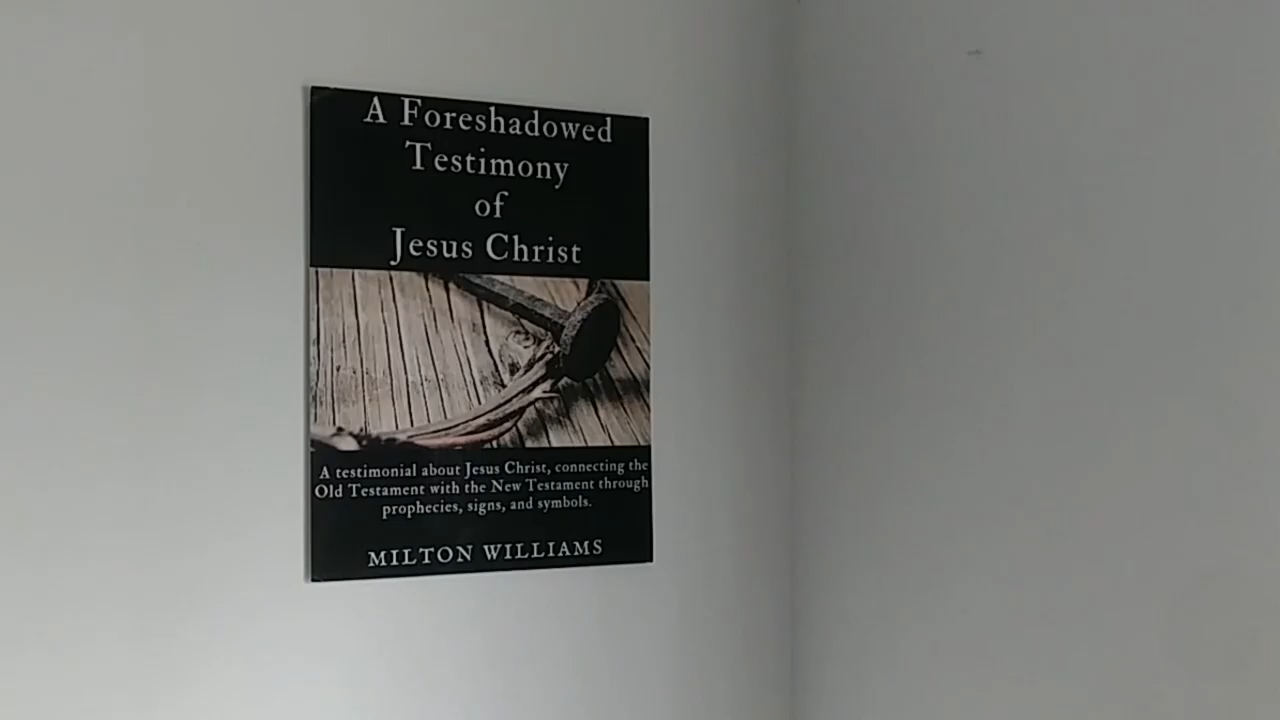 A Foreshadowed
Testimony
of
Jesus Christ
A testimonial about Jesus Christ, connecting the
Old Testament with the New Testament through
prophecies, signs, and symbols.
MILTON WILLIAMS